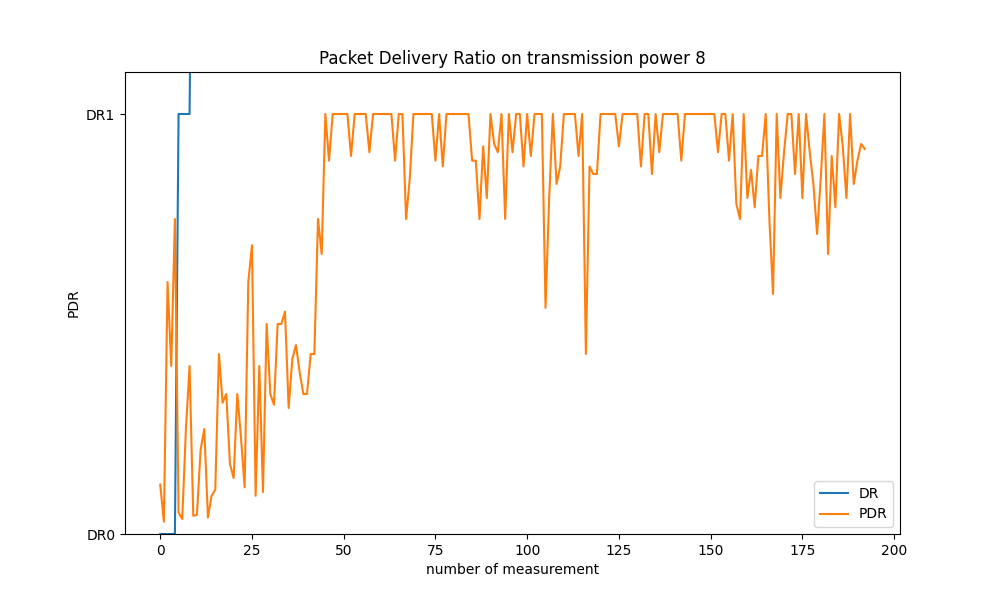 Packet Delivery Ratio on transmission power 8
DR1
PDR
DR0
0 25 50 75 100 125 150 175 200
number of measurement
DR
PDR